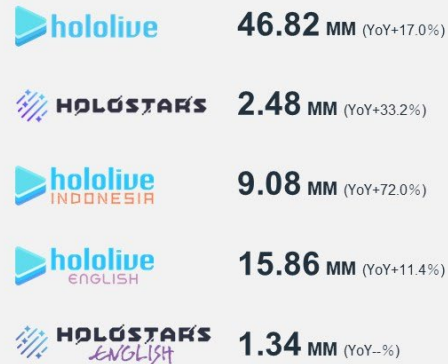 hololive 46.82 MM (YoY+17.0%)
HOLOSTARS 2.48 MM (YoY+33.2%)
hololive 9.08 MM (YoY+72.0%)
INDONESIA
hololive 15.86 MM (YoY+11.4%)
ENGLISH
HOLOSTARS 1.34 MM (YoY--%)
ENGLISH